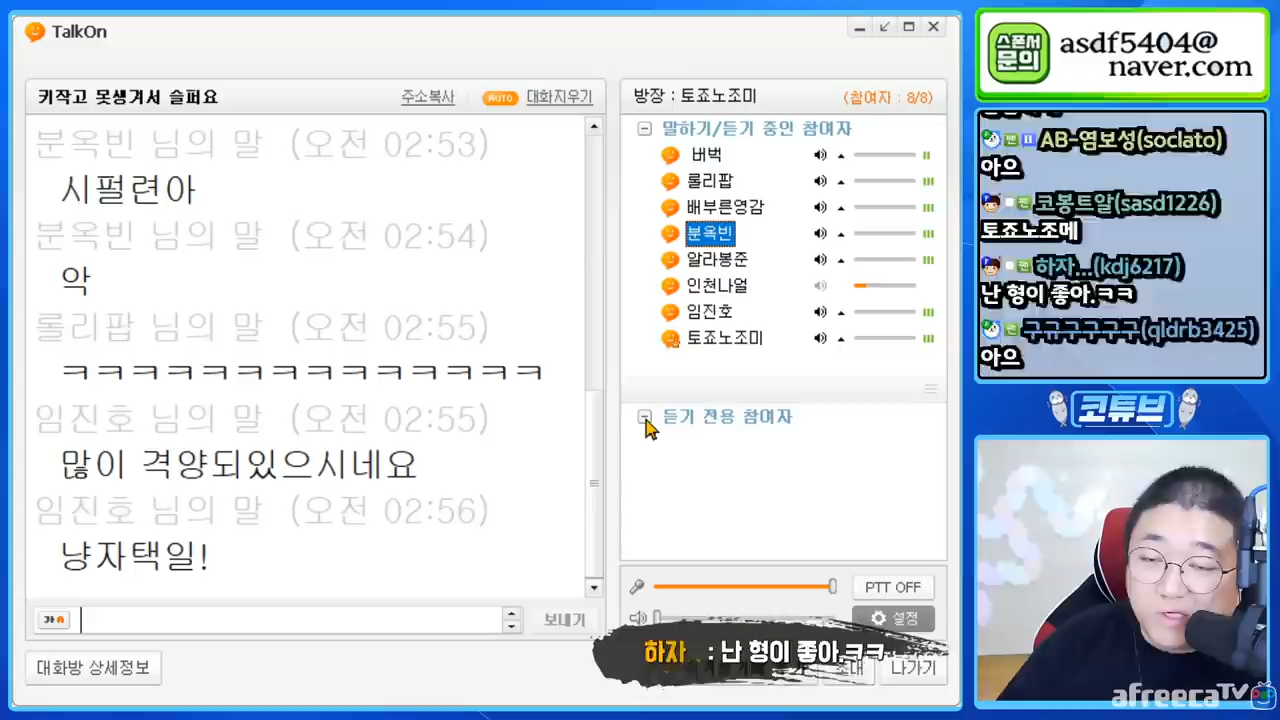 TalkOn
키작고 못생겨서 슬퍼요
주소복사
AUTO 대화지우기
분옥빈 님의 말 (오전 02:53)
시펄련아
분옥빈 님의 말 (오전 02:54)
악
롤리팝 님의 말 (오전 02:55)
ㅋㅋㅋㅋㅋㅋㅋㅋㅋㅋㅋㅋㅋㅋ
임진호 님의 말 (오전 02:55)
많이 격양되있으시네요
임진호 님의 말 (오전 02:56)
냥자택일!
가A
보내기
대화방 상세정보
방장 : 토죠노조미
(참여자 : 8/8)
말하기/듣기 중인 참여자
버벅
롤리팝
배부른영감
분옥빈
알라봉준
인천나얼
임진호
토죠노조미
듣기 전용 참여자
PTT OFF
설정
초대
나가기
하자 : 난 형이 좋아.ㅋㅋ
스폰서
문의
asdf5404@
naver.com
팬 AB-염보성(soclato)
아으
팬 코봉트알(sasd1226)
토죠노조메
팬 하자...(kdj6217)
난 형이 좋아.ㅋㅋ
팬 구규구구구구(qldrb3425)
아으
코튜브
afreecaTV